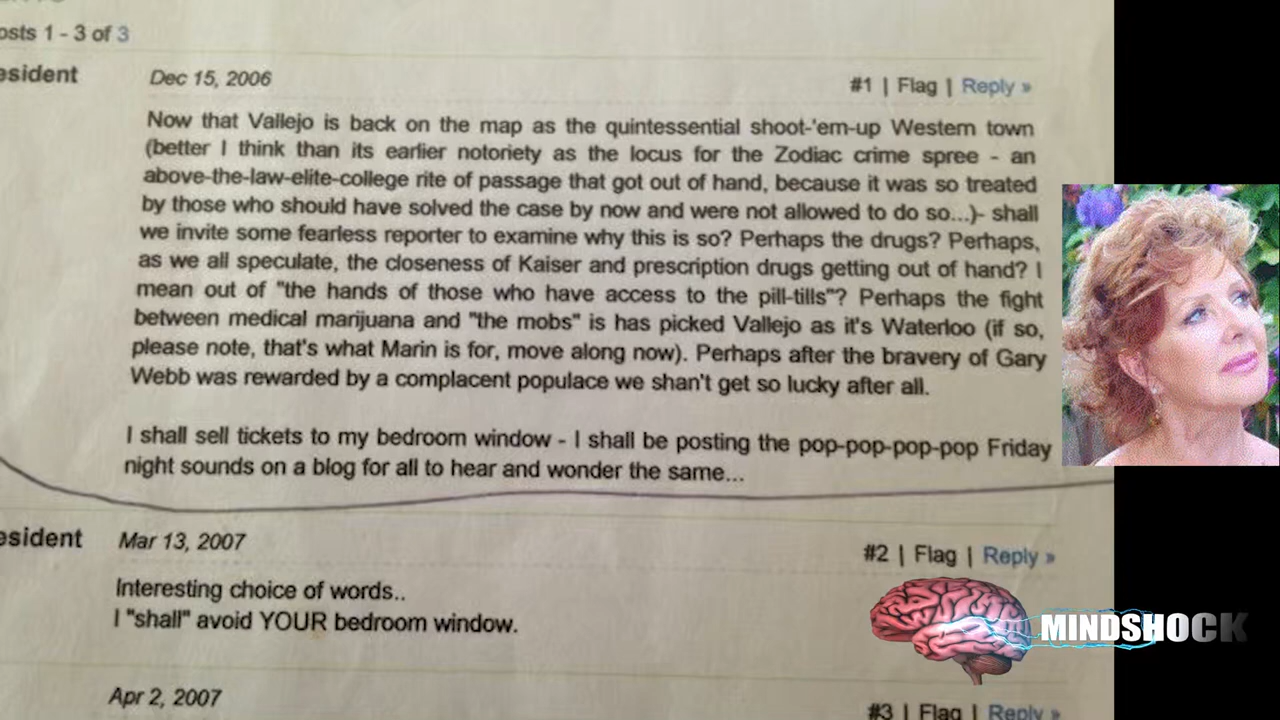 osts 1 - 3 of 3
esident
Dec 15, 2006
#1 | Flag | Reply »
Now that Vallejo is back on the map as the quintessential shoot-'em-up Western town
(better I think than its earlier notoriety as the locus for the Zodiac crime spree - an
above-the-law-elite-college rite of passage that got out of hand, because it was so treated
by those who should have solved the case by now and were not allowed to do so...)- shall
we invite some fearless reporter to examine why this is so? Perhaps the drugs? Perhaps,
as we all speculate, the closeness of Kaiser and prescription drugs getting out of hand? I
mean out of "the hands of those who have access to the pill-tills"? Perhaps the fight
between medical marijuana and "the mobs" is has picked Vallejo as it's Waterloo (if so,
please note, that's what Marin is for, move along now). Perhaps after the bravery of Gary
Webb was rewarded by a complacent populace we shan't get so lucky after all.
I shall sell tickets to my bedroom window - I shall be posting the pop-pop-pop-pop Friday
night sounds on a blog for all to hear and wonder the same...
esident
Mar 13, 2007
#2 | Flag | Reply »
Interesting choice of words..
I "shall" avoid YOUR bedroom window.
MINDSHOCK
Apr 2, 2007
#3 | Flag | Reply »